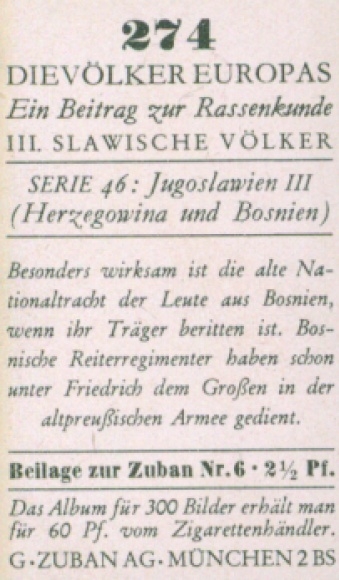 274
DIE VÖLKER EUROPAS
Ein Beitrag zur Rassenkunde
III. SLAWISCHE VÖLKER
SERIE 46: Jugoslawien III
(Herzegowina und Bosnien)
Besonders wirksam ist die alte Na-
tionaltracht der Leute aus Bosnien,
wenn ihr Träger beritten ist. Bos-
nische Reiterregimenter haben schon
unter Friedrich dem Großen in der
altpreußischen Armee gedient.
Beilage zur Zuban Nr. 6 · 2½ Pf.
Das Album für 300 Bilder erhält man
für 60 Pf. vom Zigarettenhändler.
G · ZUBAN AG · MÜNCHEN 2 BS